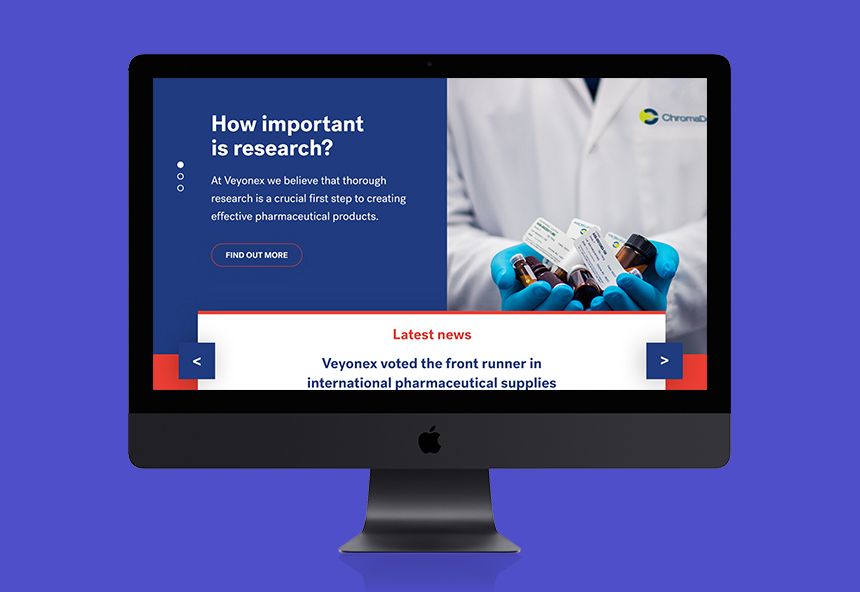 How important
is research?
At Veyonex we believe that thorough
research is a crucial first step to creating
effective pharmaceutical products.
FIND OUT MORE
ChromaD
Latest news
Veyonex voted the front runner in
international pharmaceutical supplies
<
>